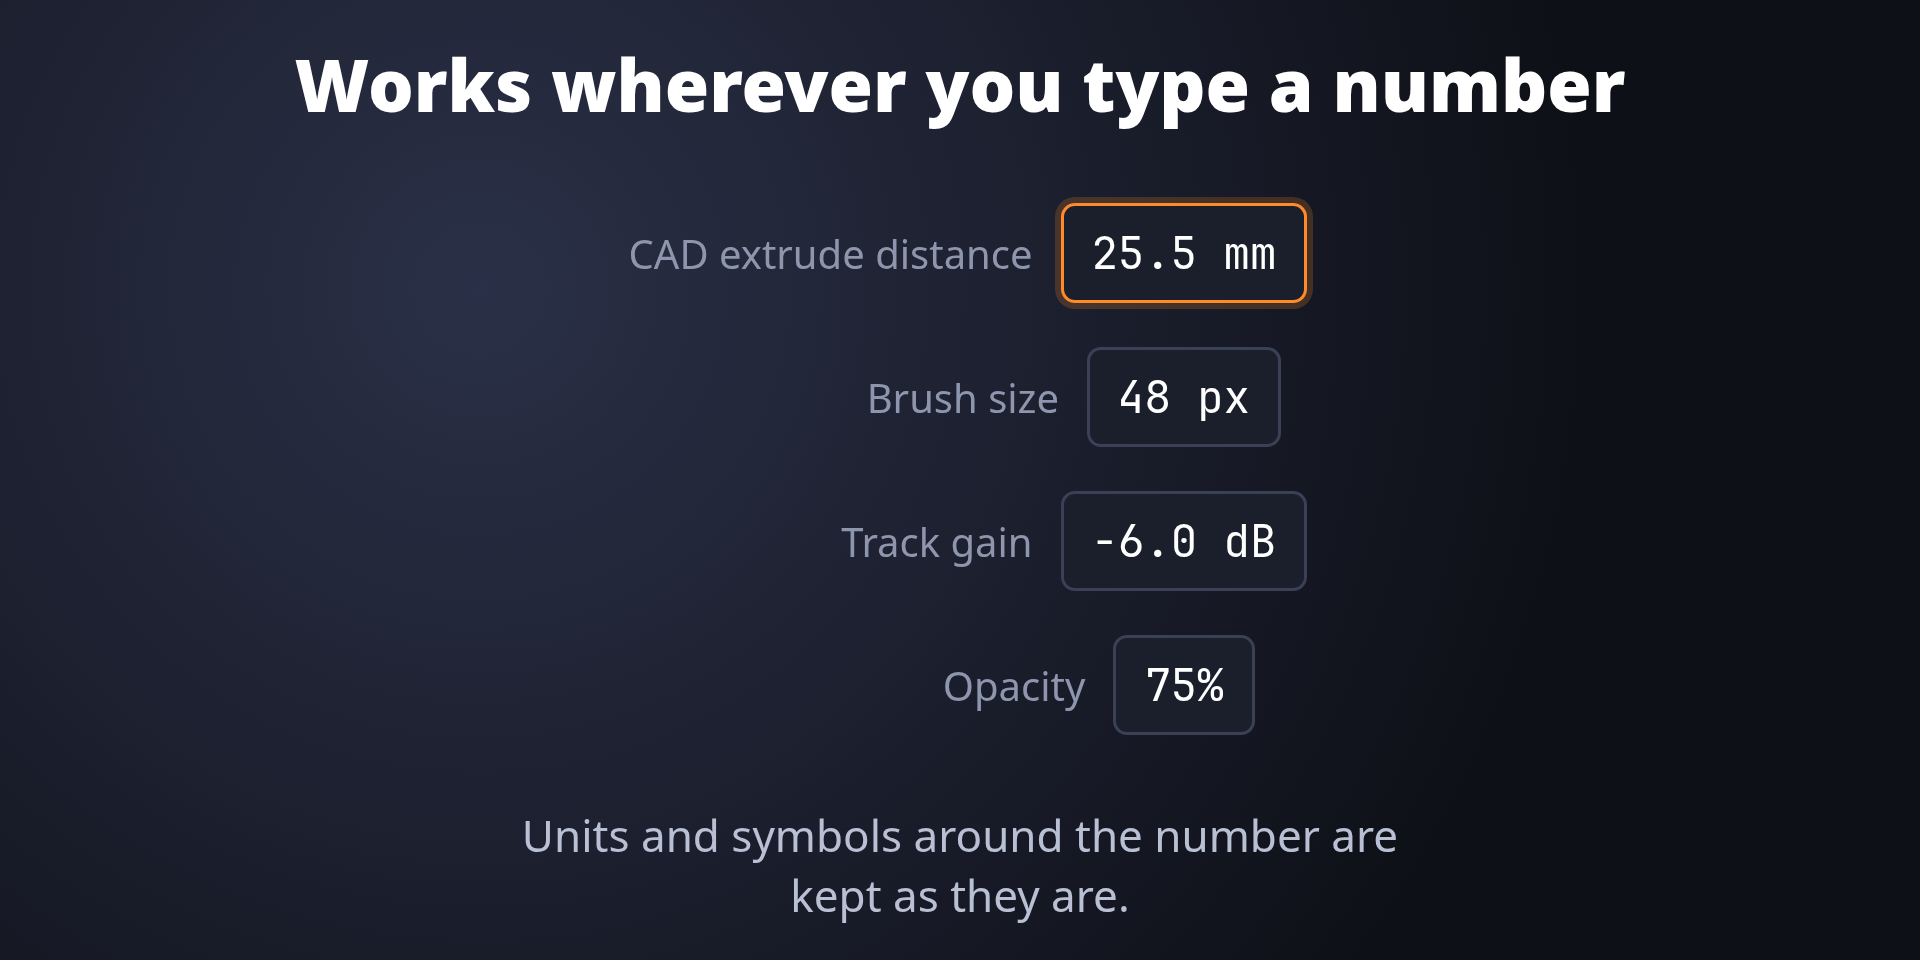 Works wherever you type a number
CAD extrude distance 25.5 mm
Brush size 48 px
Track gain -6.0 dB
Opacity 75%
Units and symbols around the number are
kept as they are.